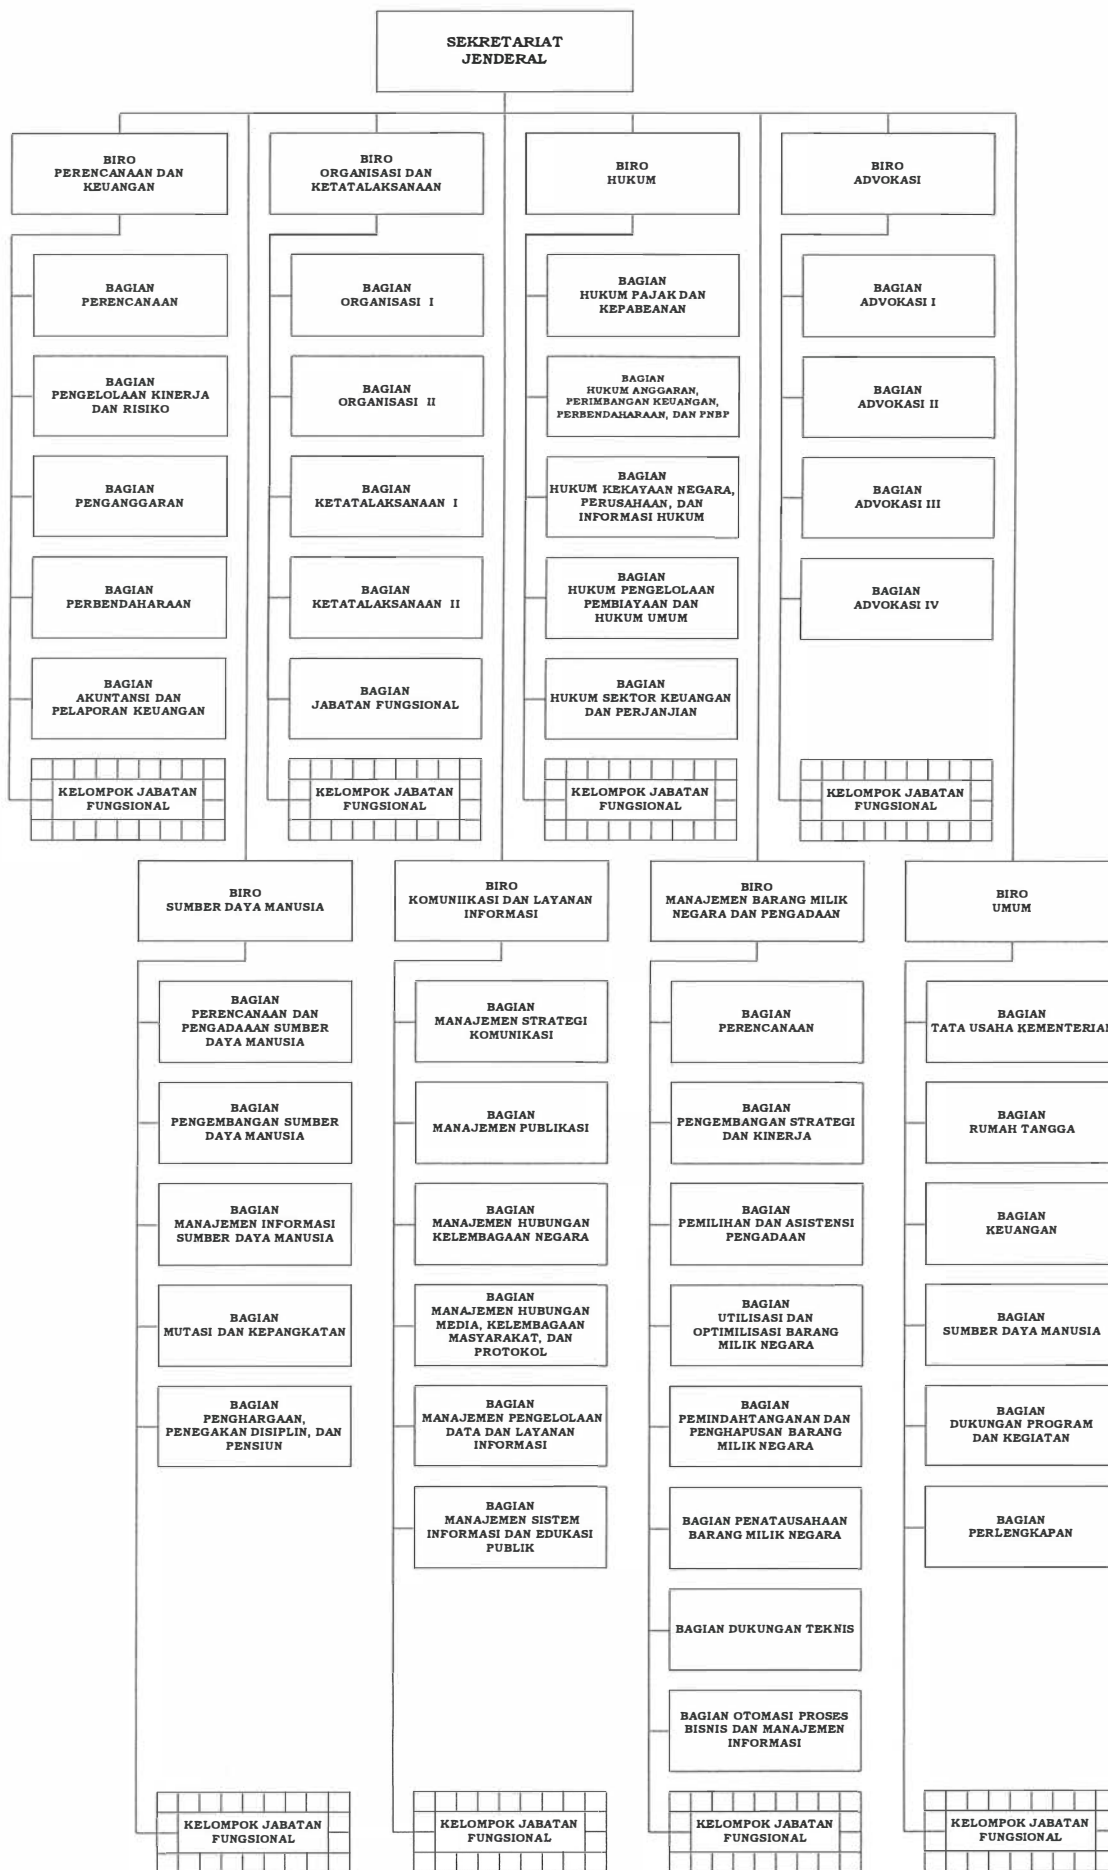 SEKRETARIAT
JENDERAL
BIRO
PERENCANAAN DAN
KEUANGAN
BAGIAN
PERENCANAAN
BAGIAN
PENGELOLAAN KINERJA
DAN RISIKO
BAGIAN
PENGANGGARAN
BAGIAN
PERBENDAHARAAN
BAGIAN
AKUNTANSI DAN
PELAPORAN KEUANGAN
KELOMPOK JABATAN
FUNGSIONAL
BIRO
ORGANISASI DAN
KETATALAKSANAAN
BAGIAN
ORGANISASI I
BAGIAN
ORGANISASI II
BAGIAN
KETATALAKSANAAN I
BAGIAN
KETATALAKSANAAN II
BAGIAN
JABATAN FUNGSIONAL
KELOMPOK JABATAN
FUNGSIONAL
BIRO
HUKUM
BAGIAN
HUKUM PAJAK DAN
KEPABEANAN
BAGIAN
HUKUM ANGGARAN,
PERIMBANGAN KEUANGAN,
PERBENDAHARAAN, DAN PNBP
BAGIAN
HUKUM KEKAYAAN NEGARA,
PERUSAHAAN, DAN
INFORMASI HUKUM
BAGIAN
HUKUM PENGELOLAAN
PEMBIAYAAN DAN
HUKUM UMUM
BAGIAN
HUKUM SEKTOR KEUANGAN
DAN PERJANJIAN
KELOMPOK JABATAN
FUNGSIONAL
BIRO
ADVOKASI
BAGIAN
ADVOKASI I
BAGIAN
ADVOKASI II
BAGIAN
ADVOKASI III
BAGIAN
ADVOKASI IV
KELOMPOK JABATAN
FUNGSIONAL
BIRO
SUMBER DAYA MANUSIA
BAGIAN
PERENCANAAN DAN
PENGADAAAN SUMBER
DAYA MANUSIA
BAGIAN
PENGEMBANGAN SUMBER
DAYA MANUSIA
BAGIAN
MANAJEMEN INFORMASI
SUMBER DAYA MANUSIA
BAGIAN
MUTASI DAN KEPANGKATAN
BAGIAN
PENGHARGAAN,
PENEGAKAN DISIPLIN, DAN
PENSIUN
KELOMPOK JABATAN
FUNGSIONAL
BIRO
KOMUNIIKASI DAN LAYANAN
INFORMASI
BAGIAN
MANAJEMEN STRATEGI
KOMUNIKASI
BAGIAN
MANAJEMEN PUBLIKASI
BAGIAN
MANAJEMEN HUBUNGAN
KELEMBAGAAN NEGARA
BAGIAN
MANAJEMEN HUBUNGAN
MEDIA, KELEMBAGAAN
MASYARAKAT, DAN
PROTOKOL
BAGIAN
MANAJEMEN PENGELOLAAN
DATA DAN LAYANAN
INFORMASI
BAGIAN
MANAJEMEN SISTEM
INFORMASI DAN EDUKASI
PUBLIK
KELOMPOK JABATAN
FUNGSIONAL
BIRO
MANAJEMEN BARANG MILIK
NEGARA DAN PENGADAAN
BAGIAN
PERENCANAAN
BAGIAN
PENGEMBANGAN STRATEGI
DAN KINERJA
BAGIAN
PEMILIHAN DAN ASISTENSI
PENGADAAN
BAGIAN
UTILISASI DAN
OPTIMILISASI BARANG
MILIK NEGARA
BAGIAN
PEMINDAHTANGANAN DAN
PENGHAPUSAN BARANG
MILIK NEGARA
BAGIAN PENATAUSAHAAN
BARANG MILIK NEGARA
BAGIAN DUKUNGAN TEKNIS
BAGIAN OTOMASI PROSES
BISNIS DAN MANAJEMEN
INFORMASI
KELOMPOK JABATAN
FUNGSIONAL
BIRO
UMUM
BAGIAN
TATA USAHA KEMENTERIAN
BAGIAN
RUMAH TANGGA
BAGIAN
KEUANGAN
BAGIAN
SUMBER DAYA MANUSIA
BAGIAN
DUKUNGAN PROGRAM
DAN KEGIATAN
BAGIAN
PERLENGKAPAN
KELOMPOK JABATAN
FUNGSIONAL